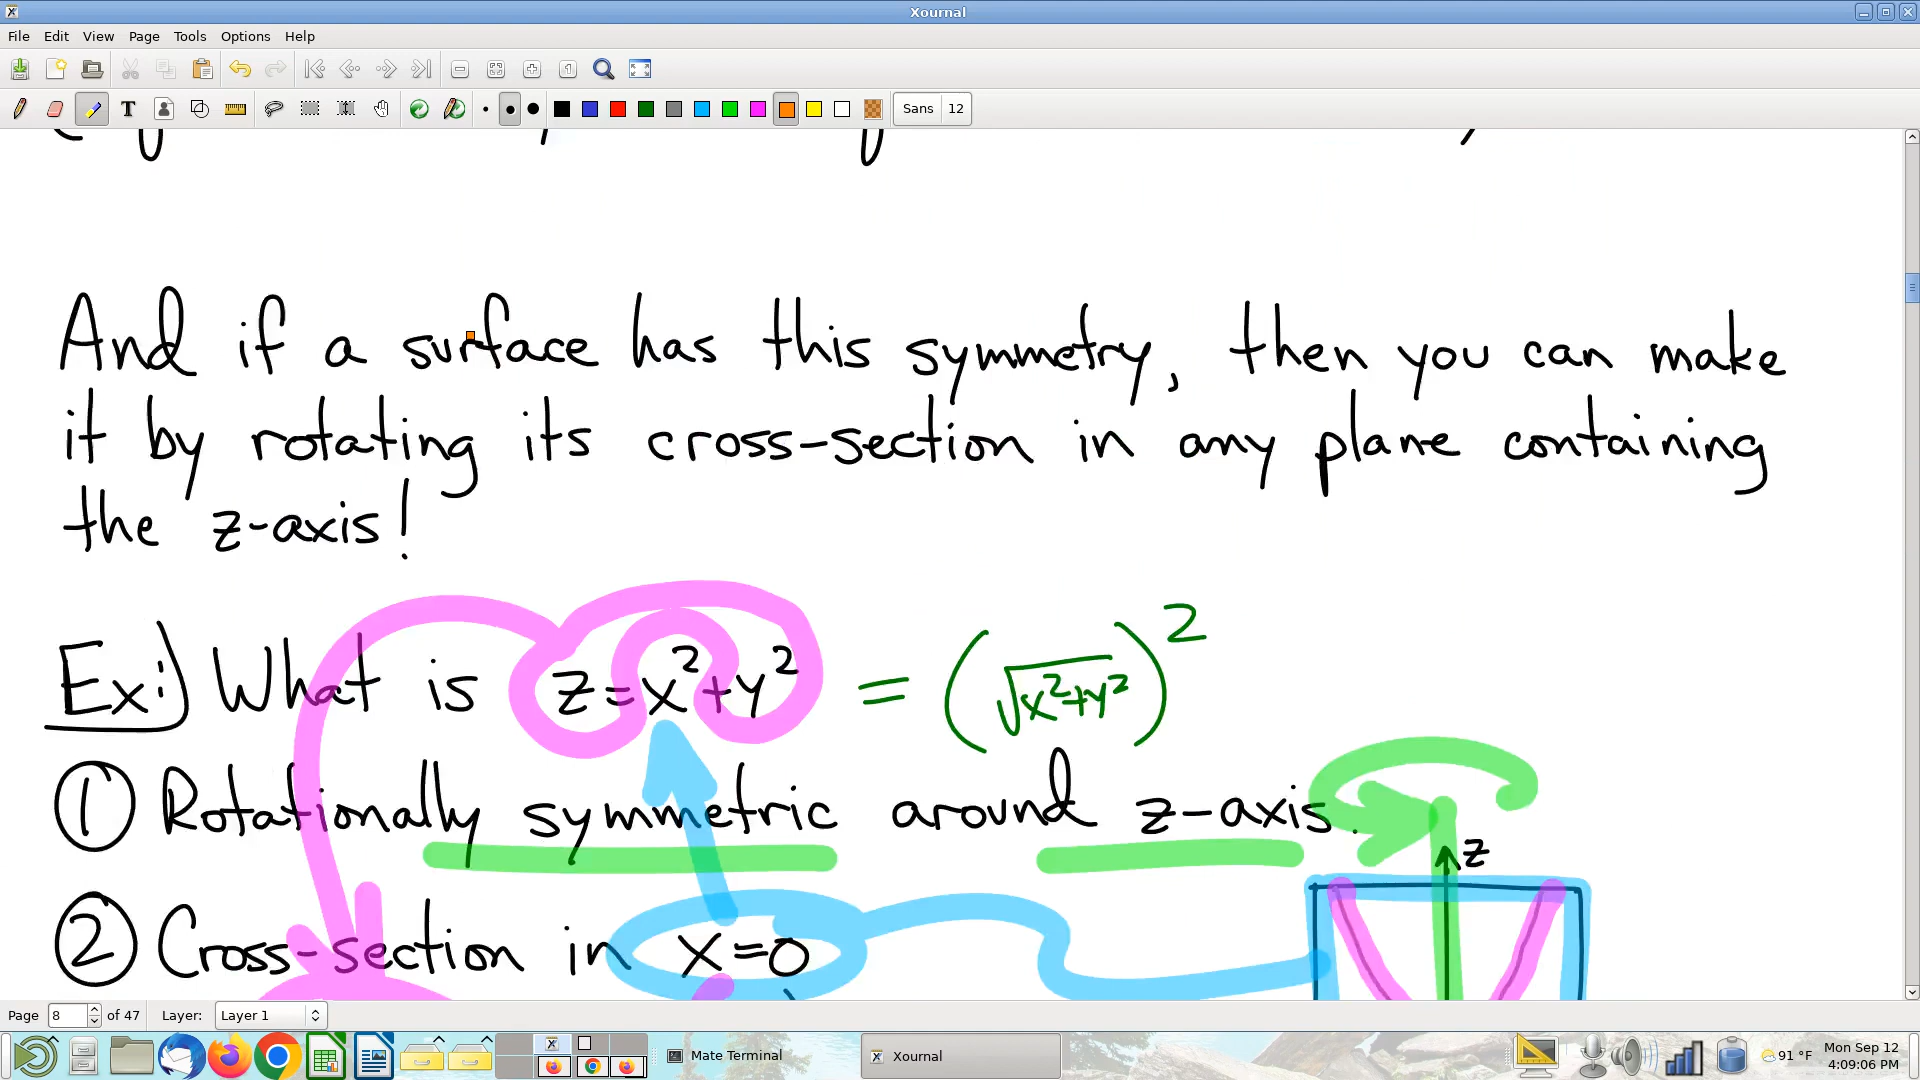 Xournal
File Edit View Page Tools Options Help
Sans 12
And if a surface has this symmetry, then you can make
it by rotating its cross-section in any plane containing
the z-axis!
Ex: What is z=x²+y² = (√x²+y²)²
① Rotationally symmetric around z-axis.
z
② Cross-section in x=0
Page 8 of 47 Layer: Layer 1
Mate Terminal Xournal 91 °F Mon Sep 12
4:09:06 PM